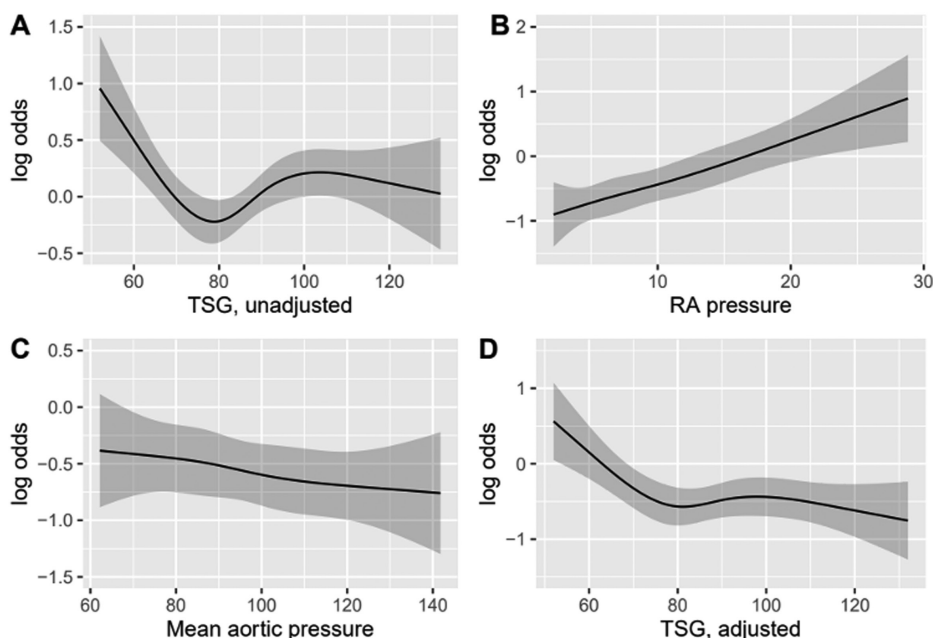 A
1.5
1.0
0.5
0.0
−0.5
log odds
60 80 100 120
TSG, unadjusted
B
2
1
0
−1
log odds
10 20 30
RA pressure
C
0.5
0.0
−0.5
−1.0
−1.5
log odds
60 80 100 120 140
Mean aortic pressure
D
1
0
−1
log odds
60 80 100 120
TSG, adjusted